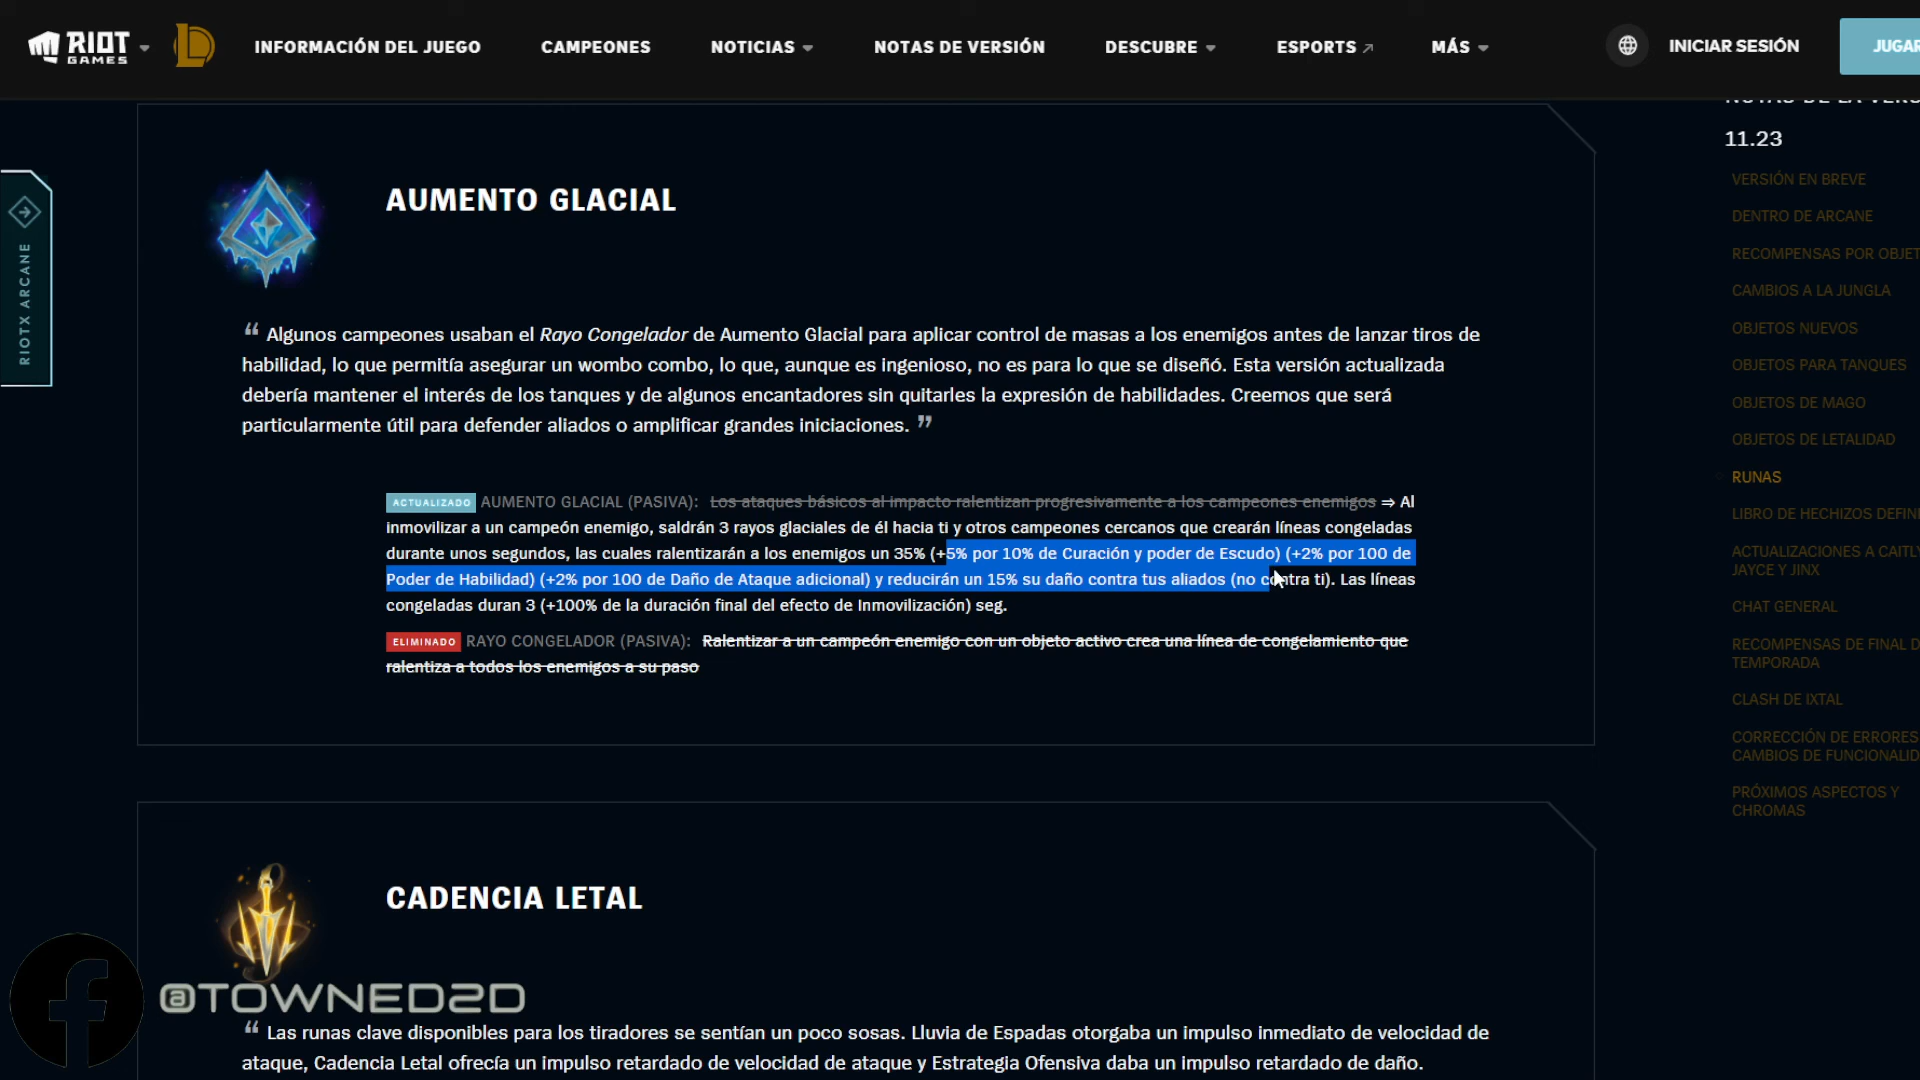 RIOT GAMES
INFORMACIÓN DEL JUEGO
CAMPEONES
NOTICIAS
NOTAS DE VERSIÓN
DESCUBRE
ESPORTS
MÁS
INICIAR SESIÓN
JUGAR
RIOTX ARCANE
AUMENTO GLACIAL
“ Algunos campeones usaban el Rayo Congelador de Aumento Glacial para aplicar control de masas a los enemigos antes de lanzar tiros de
habilidad, lo que permitía asegurar un wombo combo, lo que, aunque es ingenioso, no es para lo que se diseñó. Esta versión actualizada
debería mantener el interés de los tanques y de algunos encantadores sin quitarles la expresión de habilidades. Creemos que será
particularmente útil para defender aliados o amplificar grandes iniciaciones. ”
ACTUALIZADO AUMENTO GLACIAL (PASIVA): Los ataques básicos al impacto ralentizan progresivamente a los campeones enemigos ⇒ Al
inmovilizar a un campeón enemigo, saldrán 3 rayos glaciales de él hacia ti y otros campeones cercanos que crearán líneas congeladas
durante unos segundos, las cuales ralentizarán a los enemigos un 35% (+5% por 10% de Curación y poder de Escudo) (+2% por 100 de
Poder de Habilidad) (+2% por 100 de Daño de Ataque adicional) y reducirán un 15% su daño contra tus aliados (no contra ti). Las líneas
congeladas duran 3 (+100% de la duración final del efecto de Inmovilización) seg.
ELIMINADO RAYO CONGELADOR (PASIVA): Ralentizar a un campeón enemigo con un objeto activo crea una línea de congelamiento que
ralentiza a todos los enemigos a su paso
CADENCIA LETAL
@TOWNED2D
“ Las runas clave disponibles para los tiradores se sentían un poco sosas. Lluvia de Espadas otorgaba un impulso inmediato de velocidad de
ataque, Cadencia Letal ofrecía un impulso retardado de velocidad de ataque y Estrategia Ofensiva daba un impulso retardado de daño.
NOTAS DE LA VERS
11.23
VERSIÓN EN BREVE
DENTRO DE ARCANE
RECOMPENSAS POR OBJET
CAMBIOS A LA JUNGLA
OBJETOS NUEVOS
OBJETOS PARA TANQUES
OBJETOS DE MAGO
OBJETOS DE LETALIDAD
RUNAS
LIBRO DE HECHIZOS DEFINI
ACTUALIZACIONES A CAITLY
JAYCE Y JINX
CHAT GENERAL
RECOMPENSAS DE FINAL D
TEMPORADA
CLASH DE IXTAL
CORRECCIÓN DE ERRORES
CAMBIOS DE FUNCIONALID
PRÓXIMOS ASPECTOS Y
CHROMAS